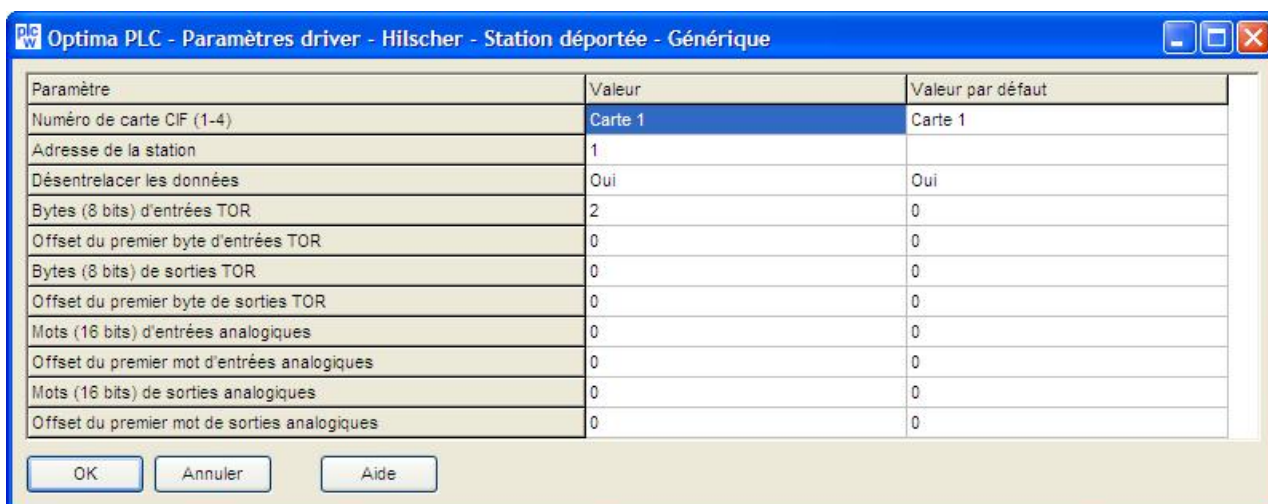 plc W Optima PLC - Paramètres driver - Hilscher - Station déportée - Générique
Paramètre Valeur Valeur par défaut
Numéro de carte CIF (1-4) Carte 1 Carte 1
Adresse de la station 1
Désentrelacer les données Oui Oui
Bytes (8 bits) d'entrées TOR 2 0
Offset du premier byte d'entrées TOR 0 0
Bytes (8 bits) de sorties TOR 0 0
Offset du premier byte de sorties TOR 0 0
Mots (16 bits) d'entrées analogiques 0 0
Offset du premier mot d'entrées analogiques 0 0
Mots (16 bits) de sorties analogiques 0 0
Offset du premier mot de sorties analogiques 0 0
OK Annuler Aide